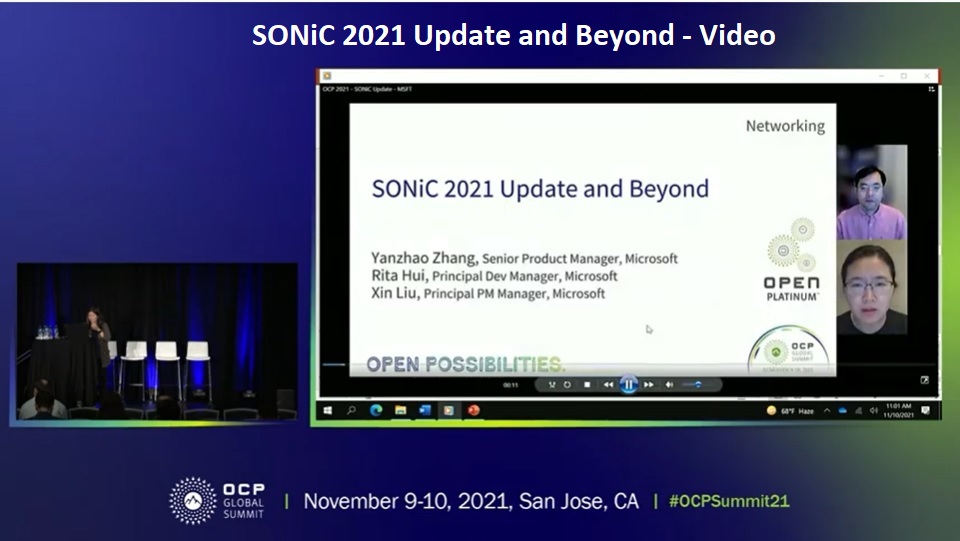 SONiC 2021 Update and Beyond - Video
OCP 2021 - SONiC Update - MSFT
Networking
SONiC 2021 Update and Beyond
Yanzhao Zhang, Senior Product Manager, Microsoft
Rita Hui, Principal Dev Manager, Microsoft
Xin Liu, Principal PM Manager, Microsoft
OPEN
PLATINUM™
OCP
GLOBAL
SUMMIT
OPEN POSSIBILITIES.
00:11
68°F Haze
11:01 AM
11/10/2021
OCP
GLOBAL
SUMMIT
November 9-10, 2021, San Jose, CA
#OCPSummit21